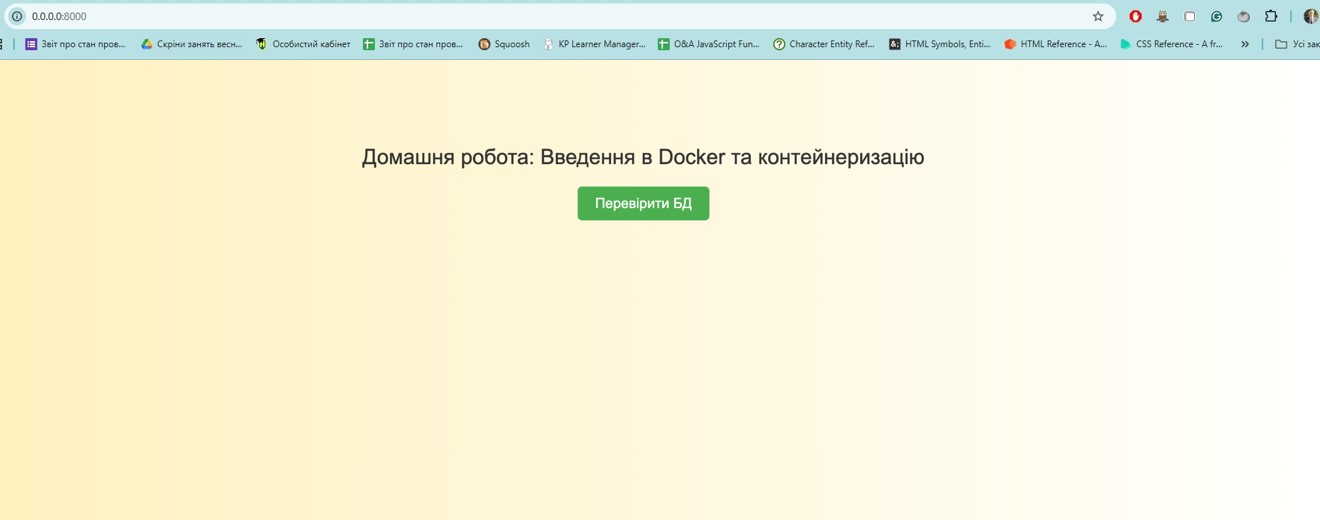 0.0.0.0:8000
Звіт про стан пров... Скріни занять весн... Особистий кабінет Звіт про стан пров... Squoosh KP Learner Manager... O&A JavaScript Fun... Character Entity Ref... HTML Symbols, Enti... HTML Reference - A... CSS Reference - A fr... » Усі зак
Домашня робота: Введення в Docker та контейнеризацію
Перевірити БД